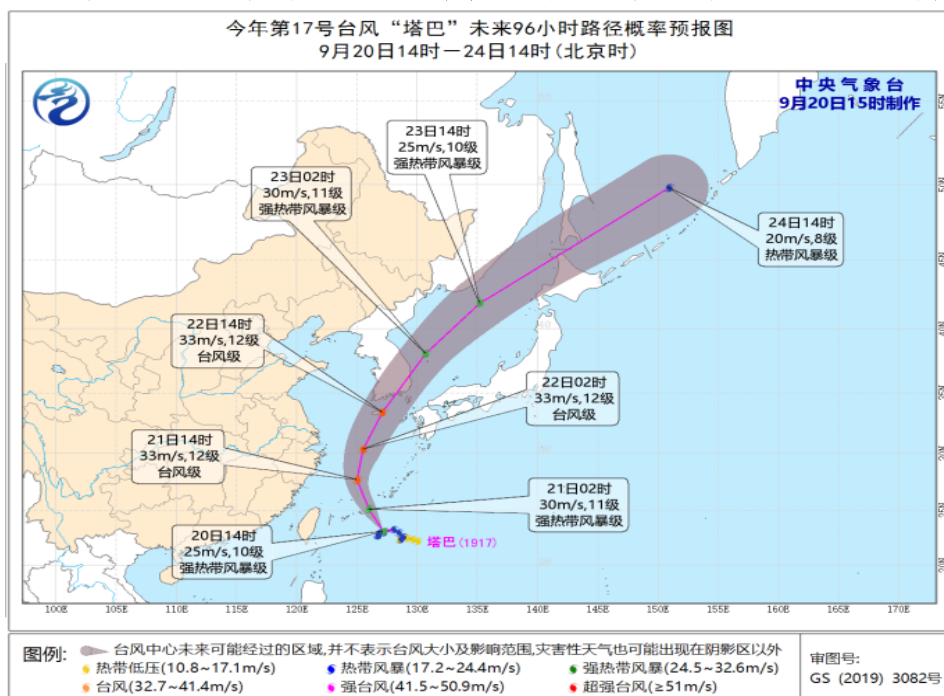 今年第17号台风“塔巴”未来96小时路径概率预报图
9月20日14时－24日14时(北京时)
中央气象台
9月20日15时制作
23日14时
25m/s,10级
强热带风暴级
23日02时
30m/s,11级
强热带风暴级
24日14时
20m/s,8级
热带风暴级
22日14时
33m/s,12级
台风级
22日02时
33m/s,12级
台风级
21日14时
33m/s,12级
台风级
21日02时
30m/s,11级
强热带风暴级
20日14时
25m/s,10级
强热带风暴级
塔巴(1917)
55N
50N
45N
40N
35N
30N
25N
20N
100E 105E 110E 115E 120E 125E 130E 135E 140E 145E 150E 155E 160E 165E 170E
图例:
台风中心未来可能经过的区域,并不表示台风大小及影响范围,灾害性天气也可能出现在阴影区以外
热带低压(10.8~17.1m/s) 热带风暴(17.2~24.4m/s) 强热带风暴(24.5~32.6m/s)
台风(32.7~41.4m/s) 强台风(41.5~50.9m/s) 超强台风(≥51m/s)
审图号:
GS (2019) 3082号